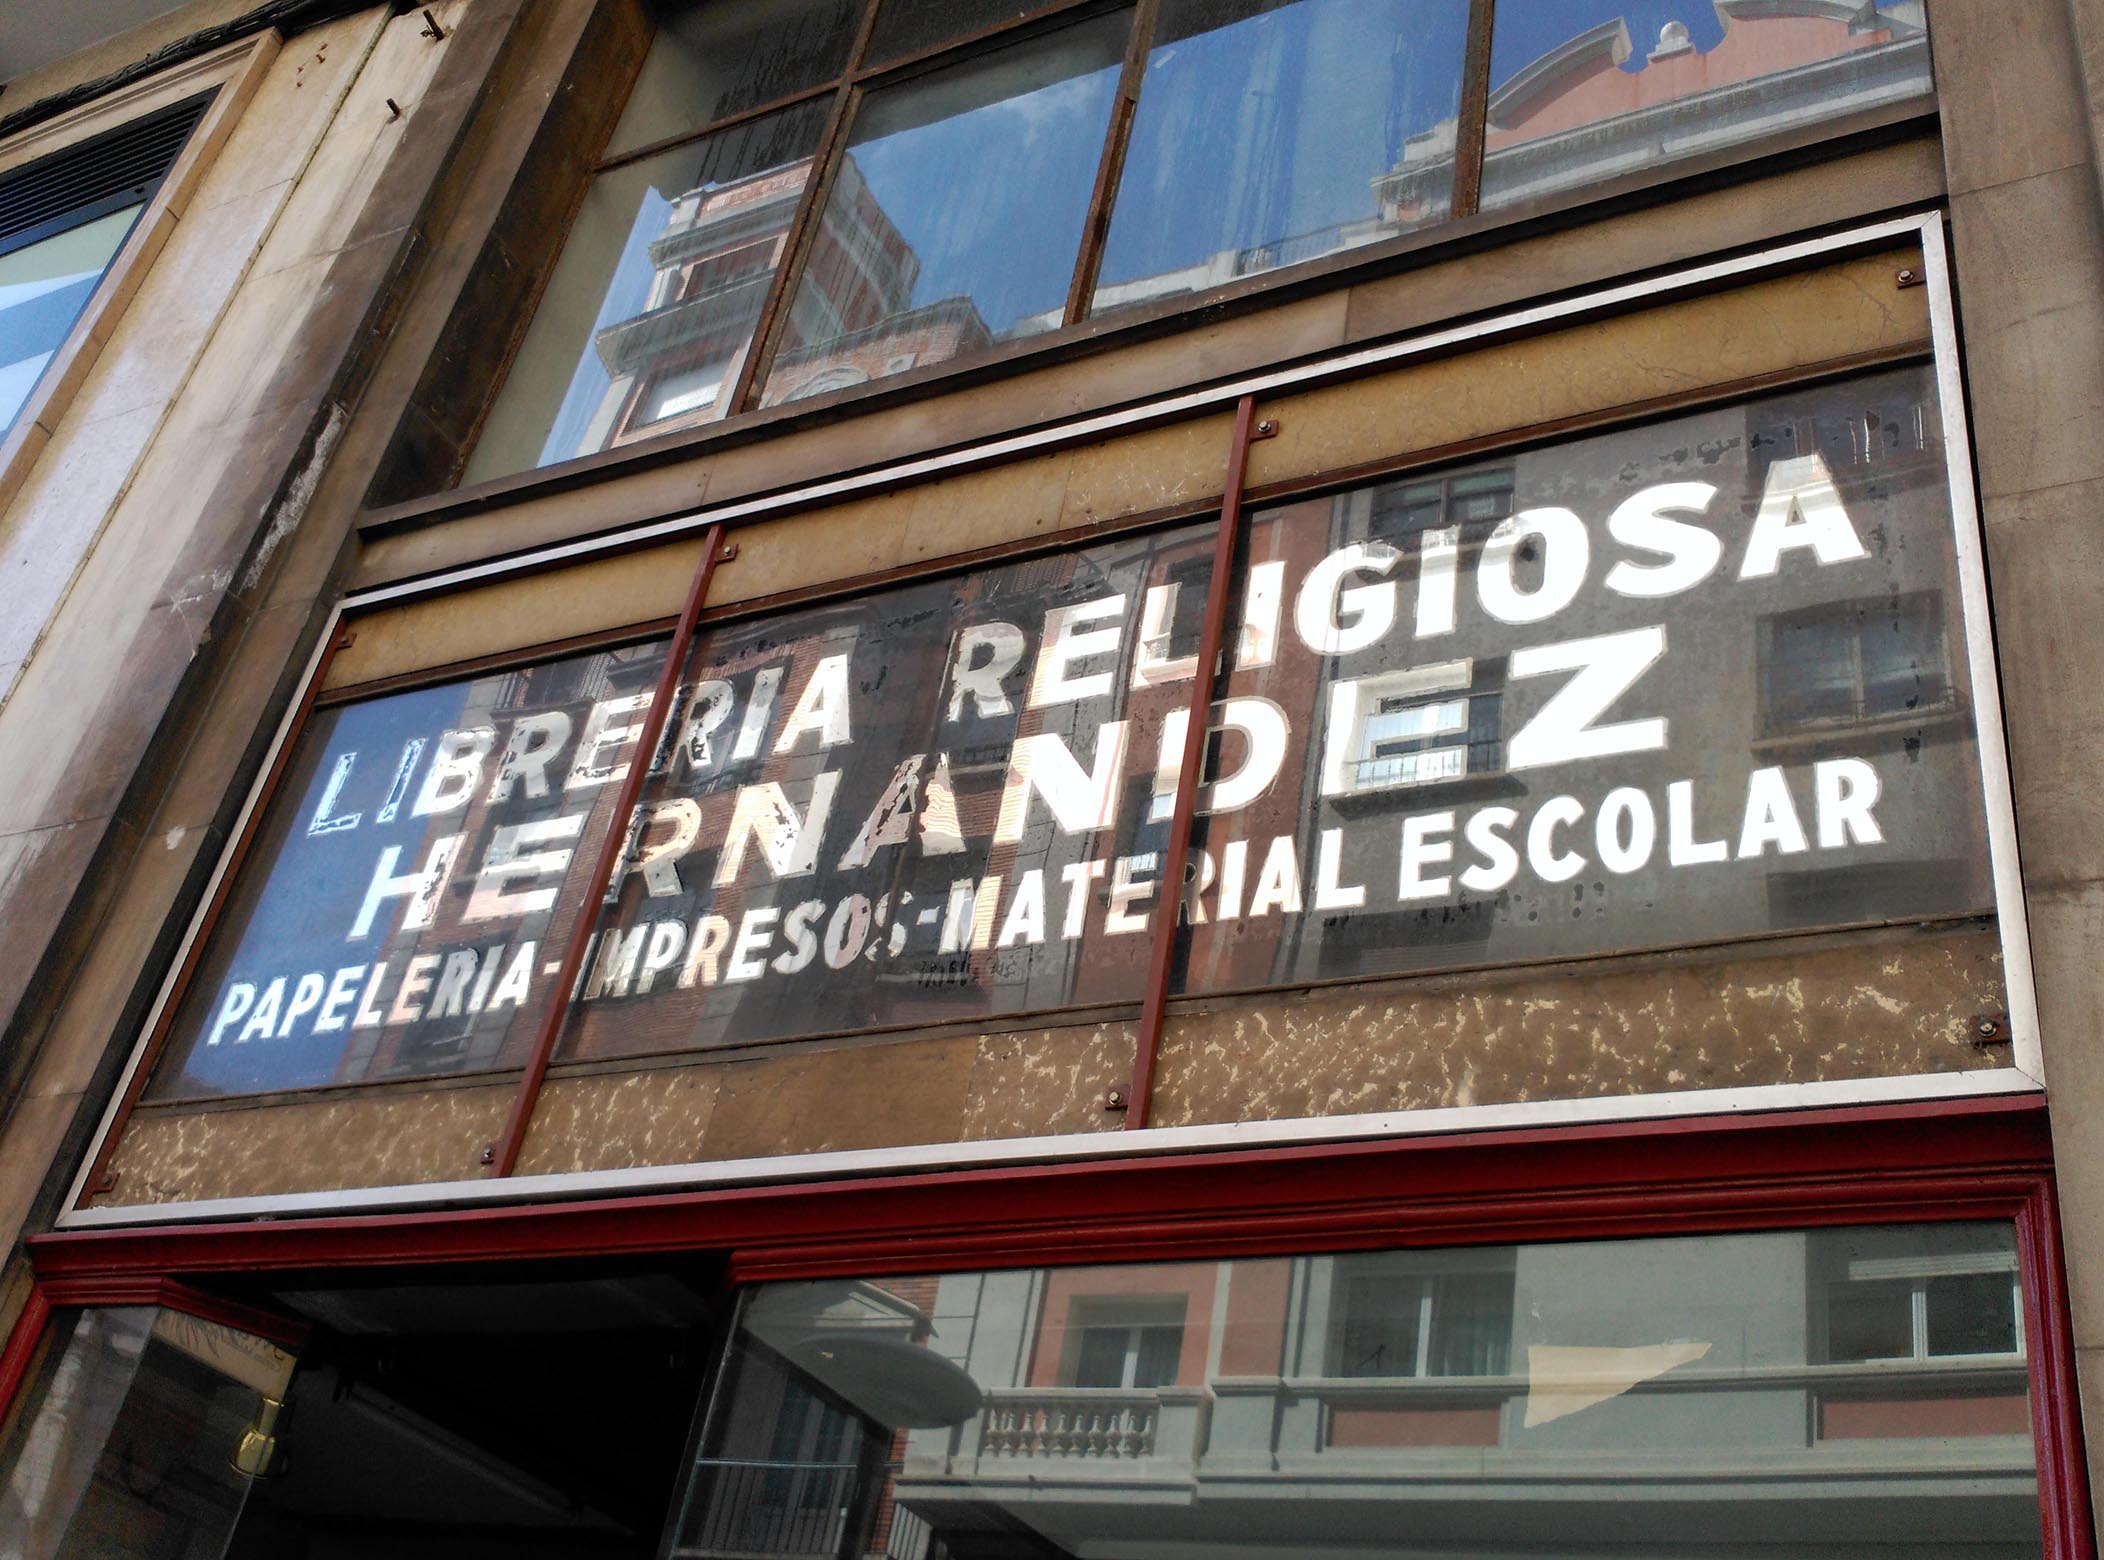 LIBRERIA RELIGIOSA
HERNANDEZ
PAPELERIA-IMPRESOS-MATERIAL ESCOLAR